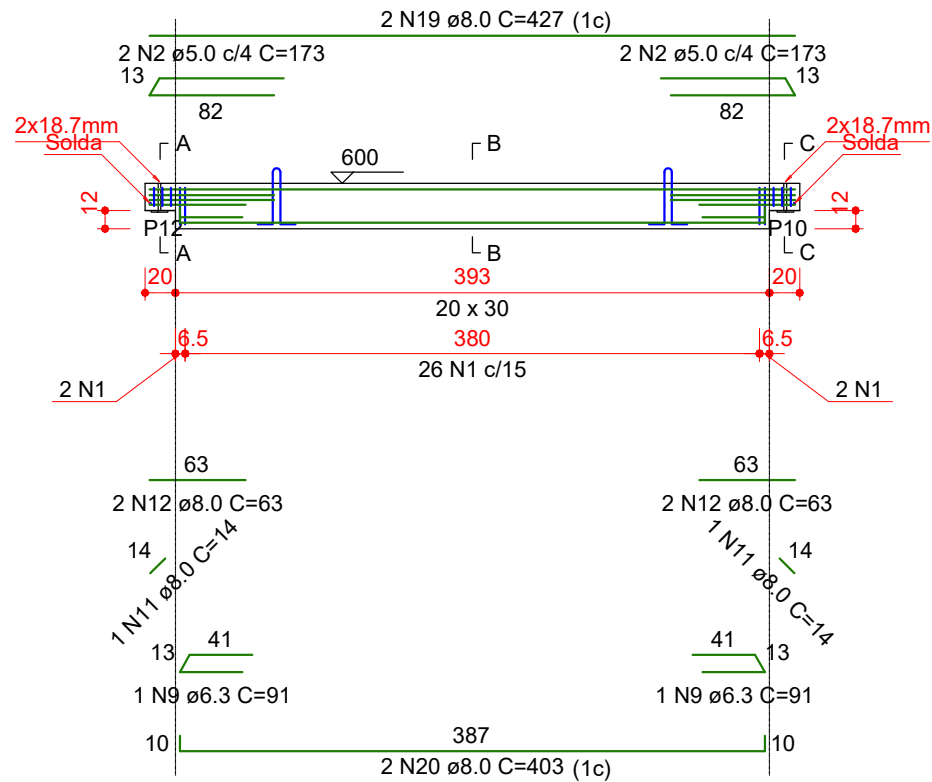 2 N19 ø8.0 C=427 (1c)
2 N2 ø5.0 c/4 C=173
2 N2 ø5.0 c/4 C=173
13
13
82
82
2x18.7mm
2x18.7mm
Solda
Solda
A
B
C
600
12
12
P12
P10
A
B
C
20
393
20
20 x 30
6.5
380
6.5
26 N1 c/15
2 N1
2 N1
63
63
2 N12 ø8.0 C=63
2 N12 ø8.0 C=63
14
14
1 N11 ø8.0 C=14
1 N11 ø8.0 C=14
13
41
41
13
1 N9 ø6.3 C=91
1 N9 ø6.3 C=91
10
387
10
2 N20 ø8.0 C=403 (1c)